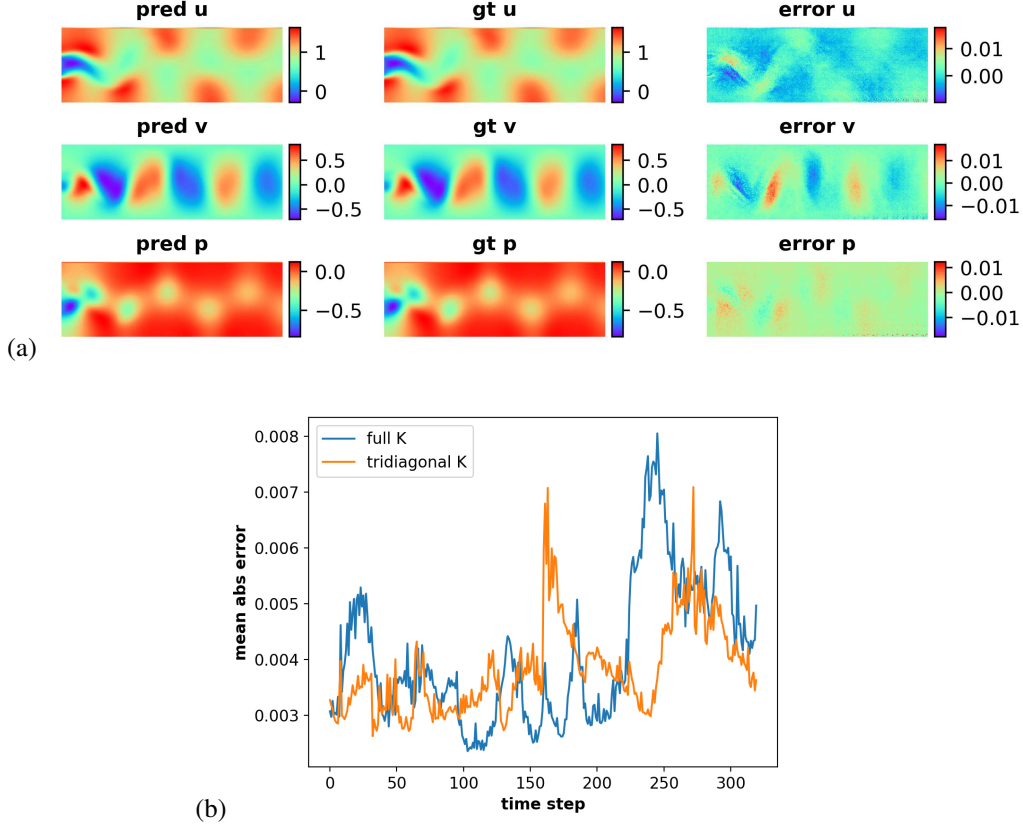 pred u
gt u
error u
1
0
1
0
0.01
0.00
pred v
gt v
error v
0.5
0.0
−0.5
0.5
0.0
−0.5
0.01
0.00
−0.01
pred p
gt p
error p
0.0
−0.5
0.0
−0.5
0.01
0.00
−0.01
(a)
full K
tridiagonal K
0.008
0.007
0.006
0.005
0.004
0.003
mean abs error
0
50
100
150
200
250
300
time step
(b)